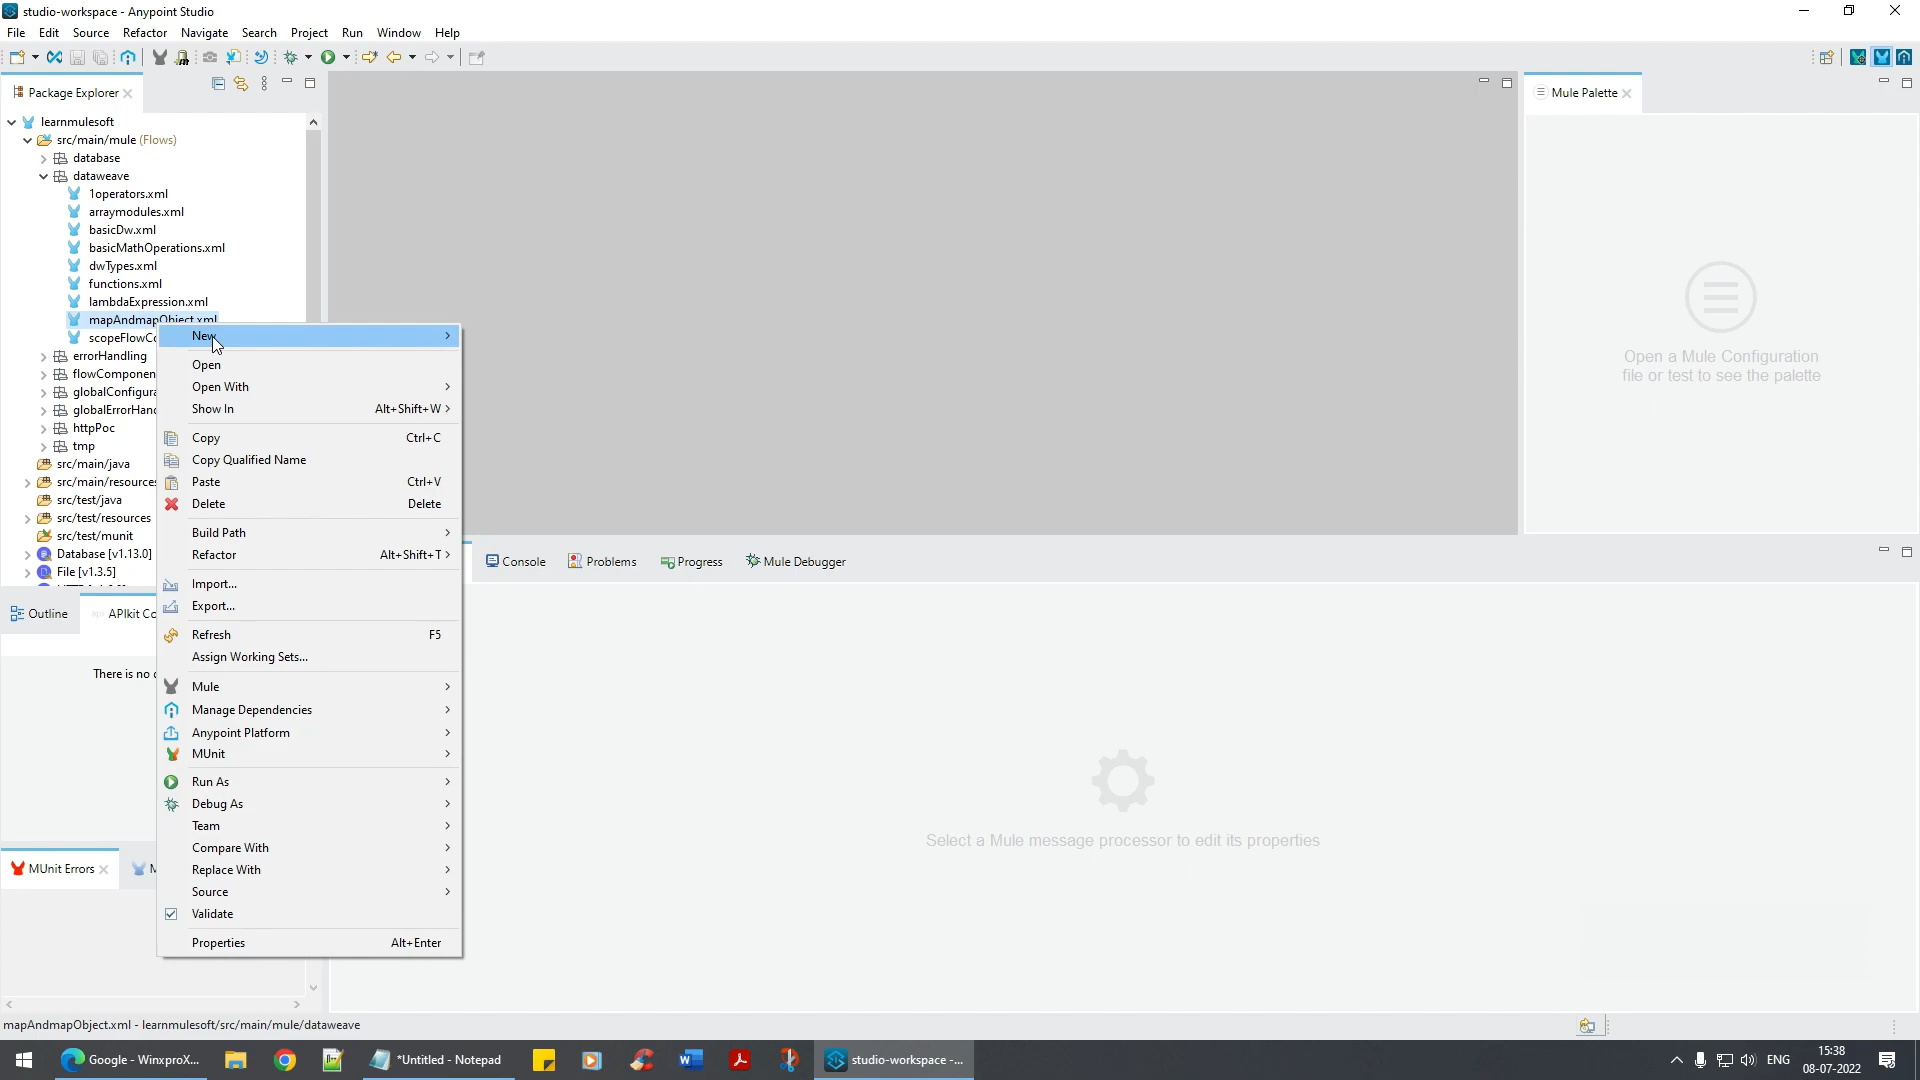 studio-workspace - Anypoint Studio
File Edit Source Refactor Navigate Search Project Run Window Help
Package Explorer
Mule Palette
learnmulesoft
src/main/mule (Flows)
database
dataweave
1operators.xml
arraymodules.xml
basicDw.xml
basicMathOperations.xml
dwTypes.xml
functions.xml
lambdaExpression.xml
mapAndmapObject.xml
scopeFlowCo
errorHandling
flowComponen
globalConfigura
globalErrorHan
httpPoc
tmp
src/main/java
src/main/resources
src/test/java
src/test/resources
src/test/munit
Database [v1.13.0]
File [v1.3.5]
New
Open
Open With
Show In Alt+Shift+W
Copy Ctrl+C
Copy Qualified Name
Paste Ctrl+V
Delete Delete
Build Path
Refactor Alt+Shift+T
Import...
Export...
Refresh F5
Assign Working Sets...
Mule
Manage Dependencies
Anypoint Platform
MUnit
Run As
Debug As
Team
Compare With
Replace With
Source
Validate
Properties Alt+Enter
Open a Mule Configuration
file or test to see the palette
Console Problems Progress Mule Debugger
Outline APIkit Co
There is no
Select a Mule message processor to edit its properties
MUnit Errors M
mapAndmapObject.xml - learnmulesoft/src/main/mule/dataweave
Google - WinxproX...
*Untitled - Notepad
studio-workspace -...
ENG
15:38
08-07-2022